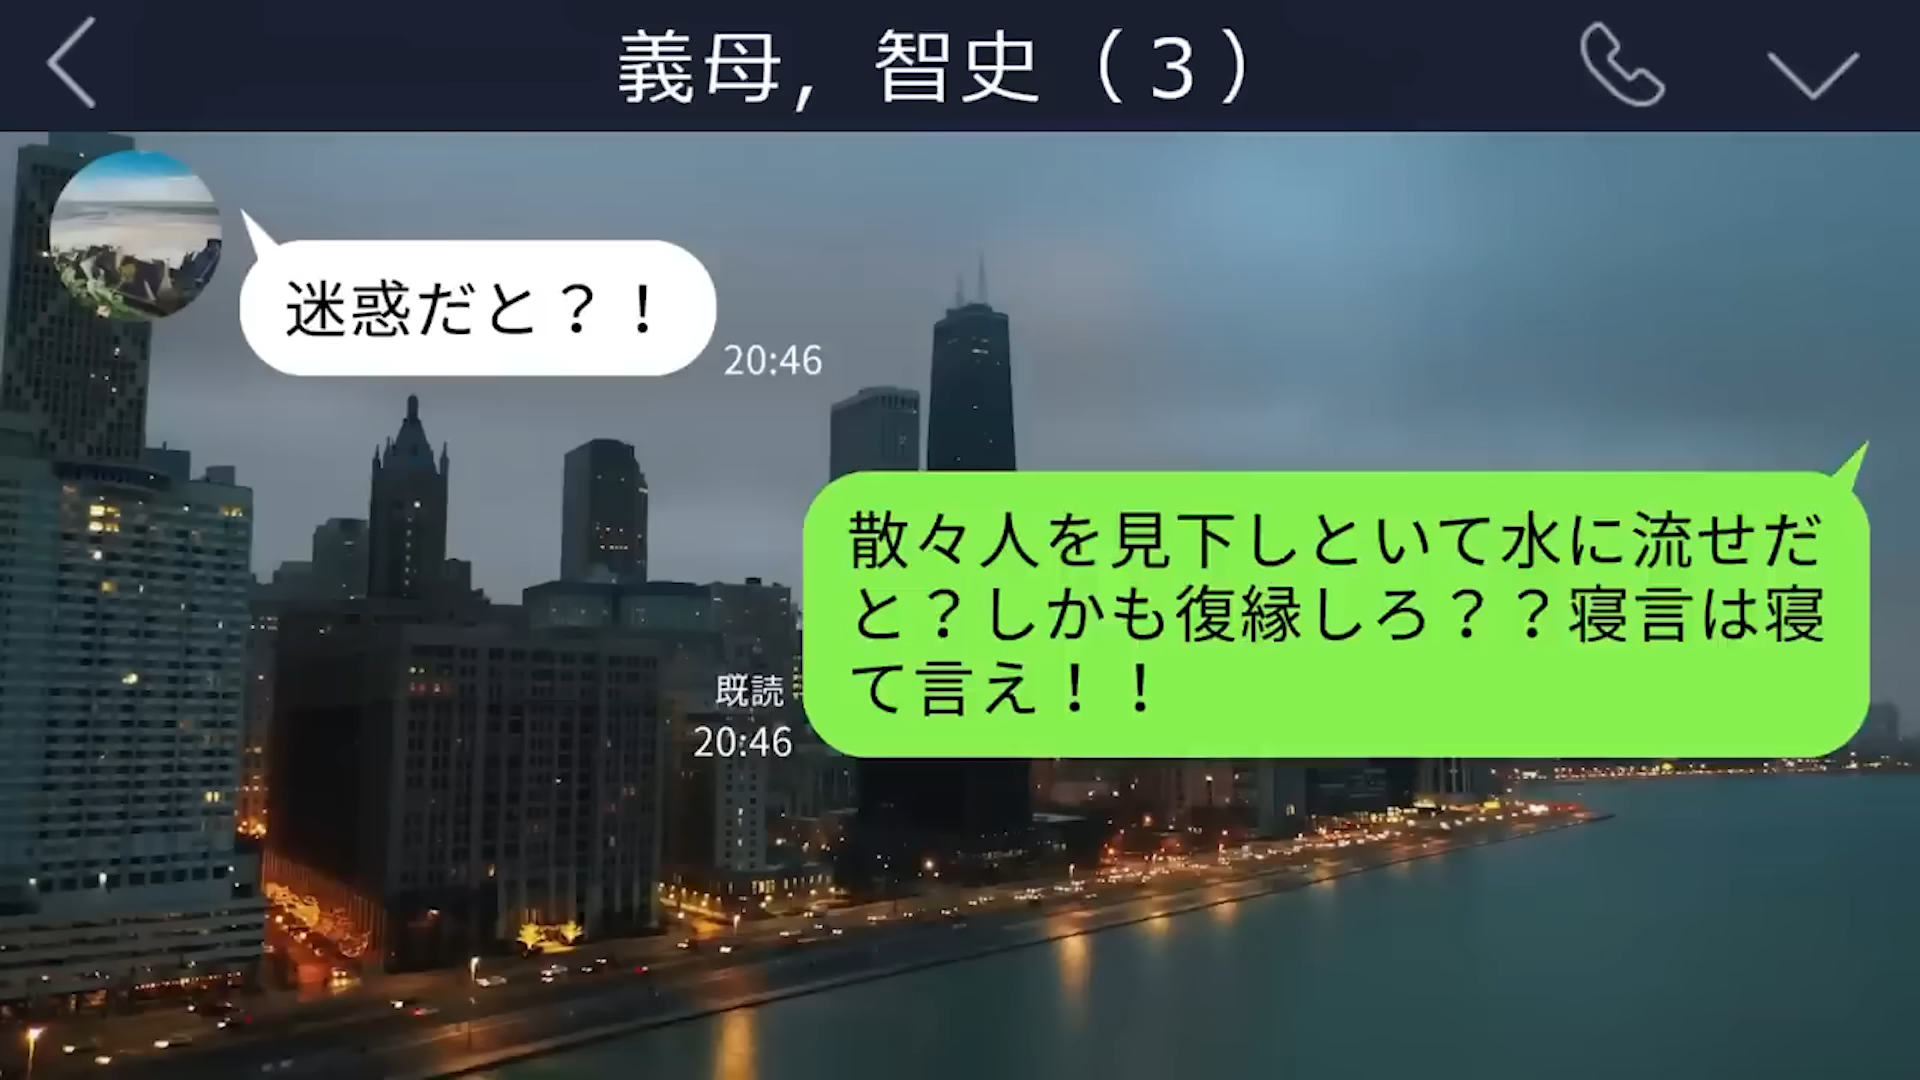 義母, 智史（3）
迷惑だと？！
20:46
散々人を見下しといて水に流せだ
と？しかも復縁しろ？？寝言は寝
て言え！！
既読
20:46